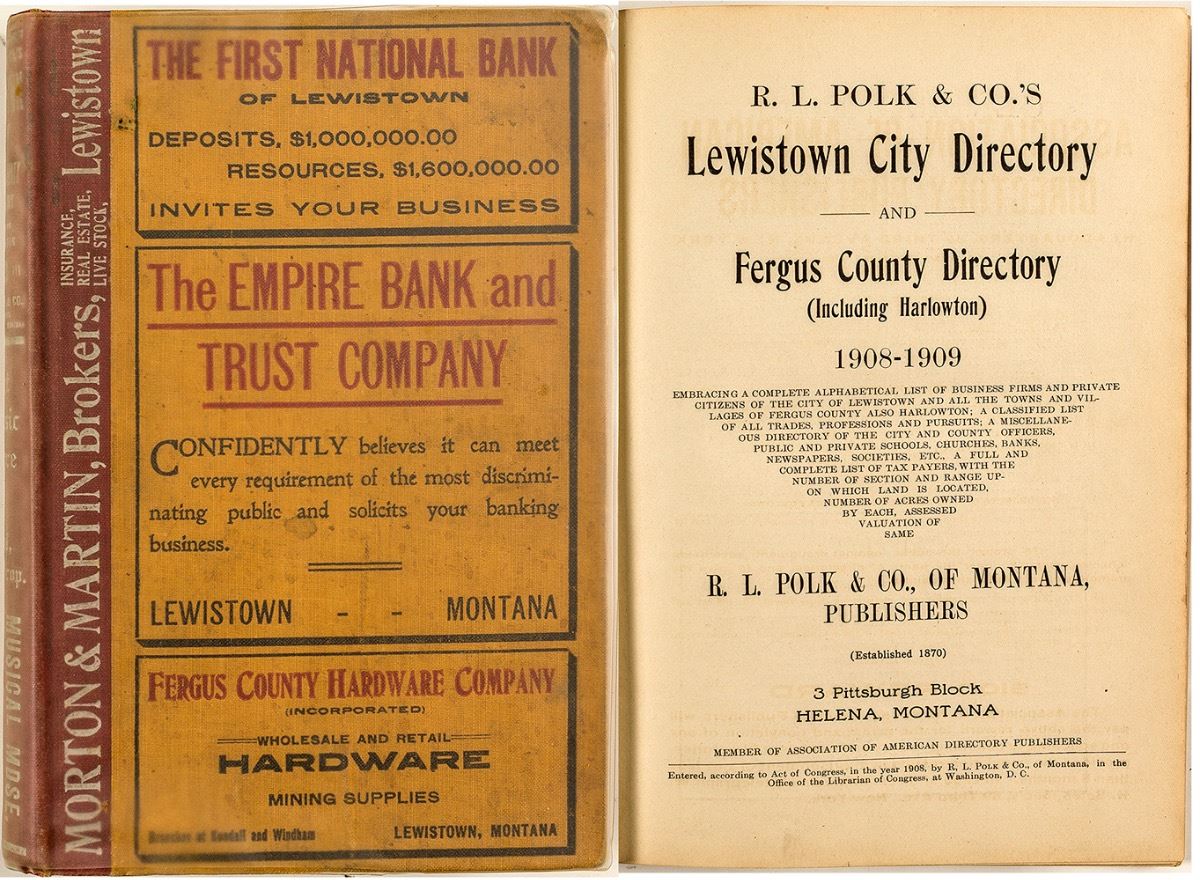 MORTON & MARTIN, Brokers, INSURANCE, REAL ESTATE, LIVE STOCK, Lewistown
MUSICAL MDSE.
THE FIRST NATIONAL BANK
OF LEWISTOWN
DEPOSITS, $1,000,000.00
RESOURCES, $1,600,000.00
INVITES YOUR BUSINESS
The EMPIRE BANK and
TRUST COMPANY
CONFIDENTLY believes it can meet
every requirement of the most discrimi-
nating public and solicits your banking
business.
LEWISTOWN - - MONTANA
FERGUS COUNTY HARDWARE COMPANY
(INCORPORATED)
WHOLESALE AND RETAIL
HARDWARE
MINING SUPPLIES
Branches at Kendall and Windham LEWISTOWN, MONTANA
R. L. POLK & CO.'S
Lewistown City Directory
AND
Fergus County Directory
(Including Harlowton)
1908-1909
EMBRACING A COMPLETE ALPHABETICAL LIST OF BUSINESS FIRMS AND PRIVATE
CITIZENS OF THE CITY OF LEWISTOWN AND ALL THE TOWNS AND VIL-
LAGES OF FERGUS COUNTY ALSO HARLOWTON; A CLASSIFIED LIST
OF ALL TRADES, PROFESSIONS AND PURSUITS; A MISCELLANE-
OUS DIRECTORY OF THE CITY AND COUNTY OFFICERS,
PUBLIC AND PRIVATE SCHOOLS, CHURCHES, BANKS,
NEWSPAPERS, SOCIETIES, ETC., A FULL AND
COMPLETE LIST OF TAX PAYERS, WITH THE
NUMBER OF SECTION AND RANGE UP-
ON WHICH LAND IS LOCATED,
NUMBER OF ACRES OWNED
BY EACH, ASSESSED
VALUATION OF
SAME
R. L. POLK & CO., OF MONTANA,
PUBLISHERS
(Established 1870)
3 Pittsburgh Block
HELENA, MONTANA
MEMBER OF ASSOCIATION OF AMERICAN DIRECTORY PUBLISHERS
Entered, according to Act of Congress, in the year 1908, by R. L. POLK & CO., of Montana, in the
Office of the Librarian of Congress, at Washington, D. C.